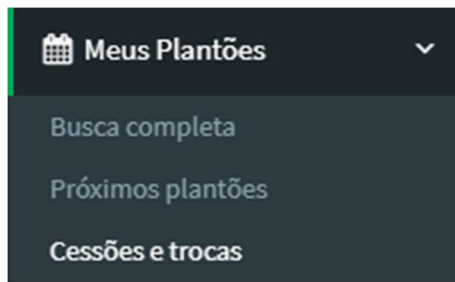 Meus Plantões
Busca completa
Próximos plantões
Cessões e trocas